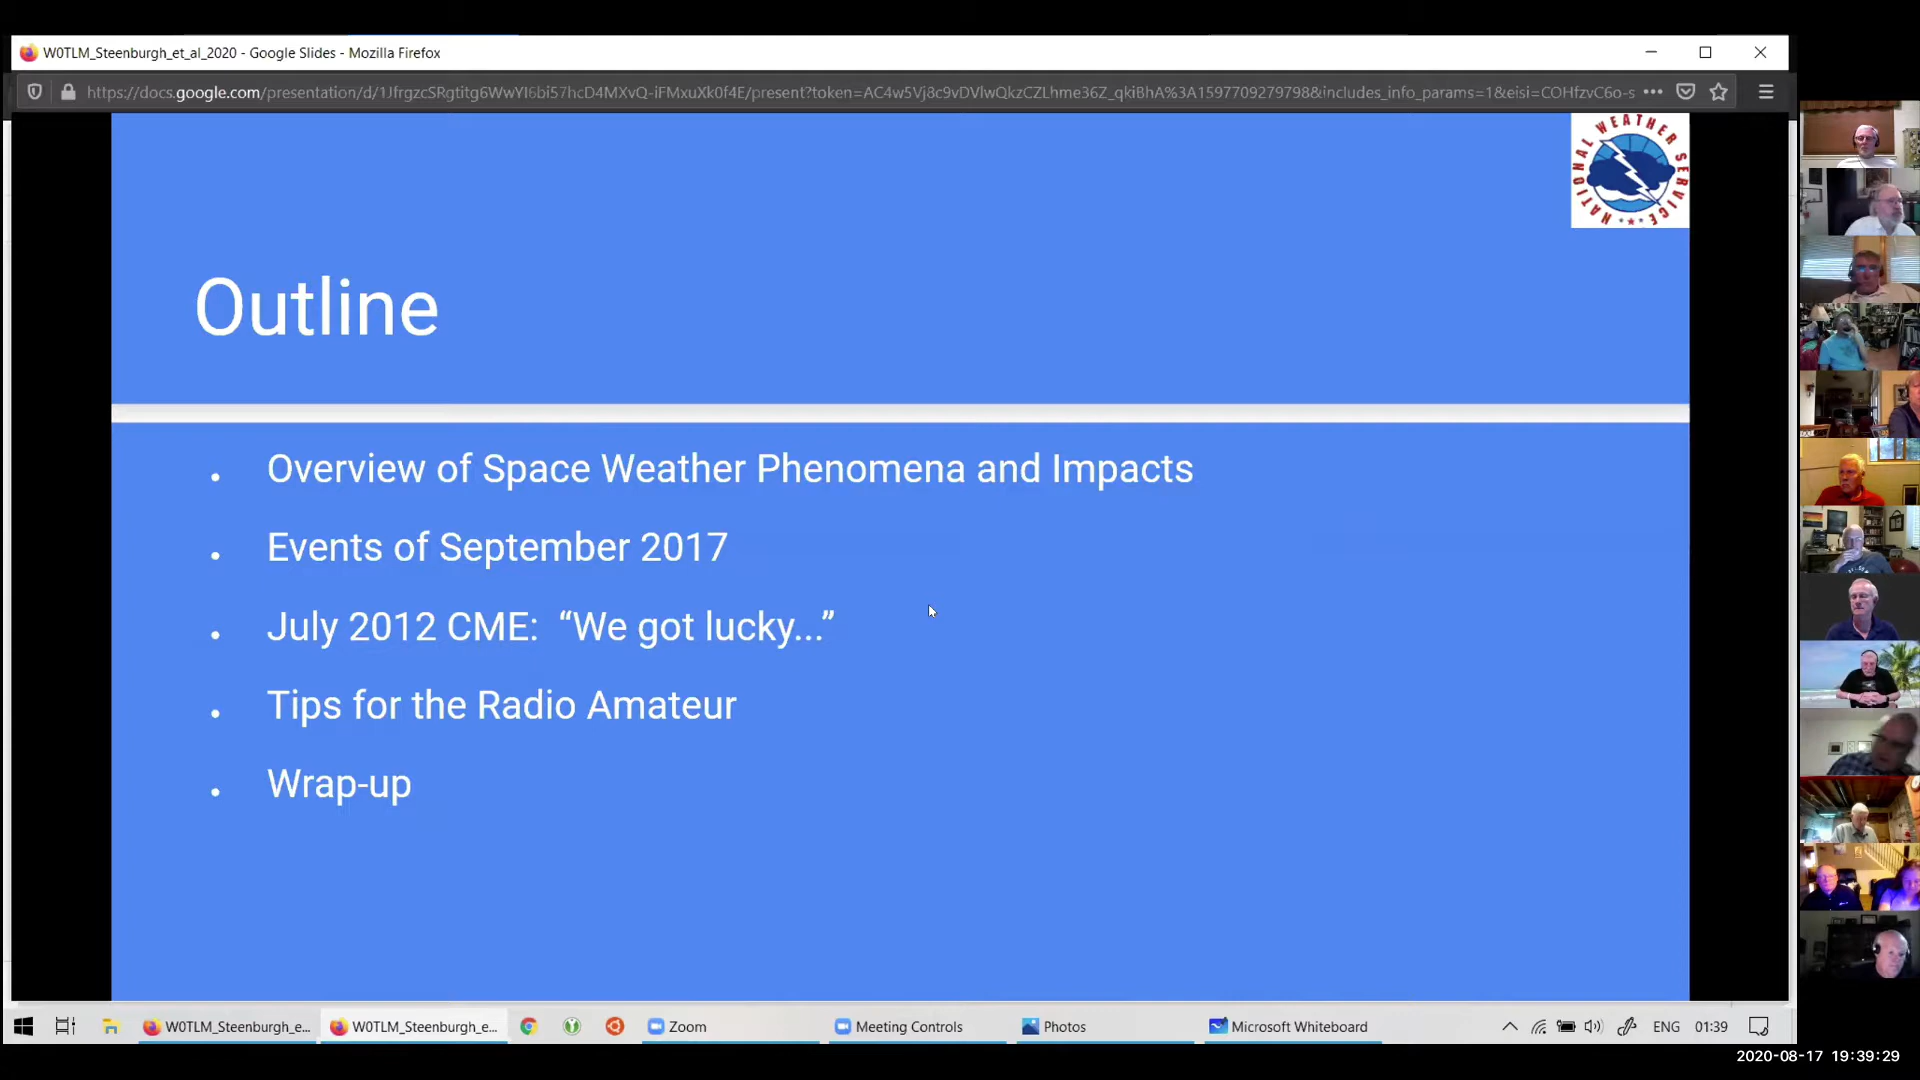 W0TLM_Steenburgh_et_al_2020 - Google Slides - Mozilla Firefox
https://docs.google.com/presentation/d/1JfrgzcSRgtitg6WwYI6bi57hcD4MXvQ-iFMxuXk0f4E/present?token=AC4w5Vj8c9vDVlwQkzCZLhme36Z_qkiBhA%3A1597709279798&includes_info_params=1&eisi=COHfzvC6o-s
NATIONAL WEATHER SERVICE
Outline
Overview of Space Weather Phenomena and Impacts
Events of September 2017
July 2012 CME: “We got lucky...”
Tips for the Radio Amateur
Wrap-up
W0TLM_Steenburgh_e... W0TLM_Steenburgh_e... Zoom Meeting Controls Photos Microsoft Whiteboard ENG 01:39
2020-08-17 19:39:29